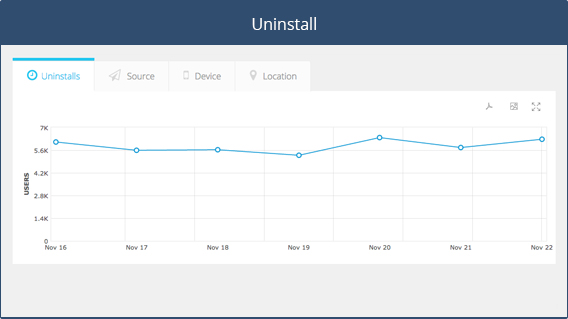 Uninstall
Uninstalls Source Device Location
7K
5.6K
4.2K
2.8K
1.4K
0
USERS
Nov 16 Nov 17 Nov 18 Nov 19 Nov 20 Nov 21 Nov 22